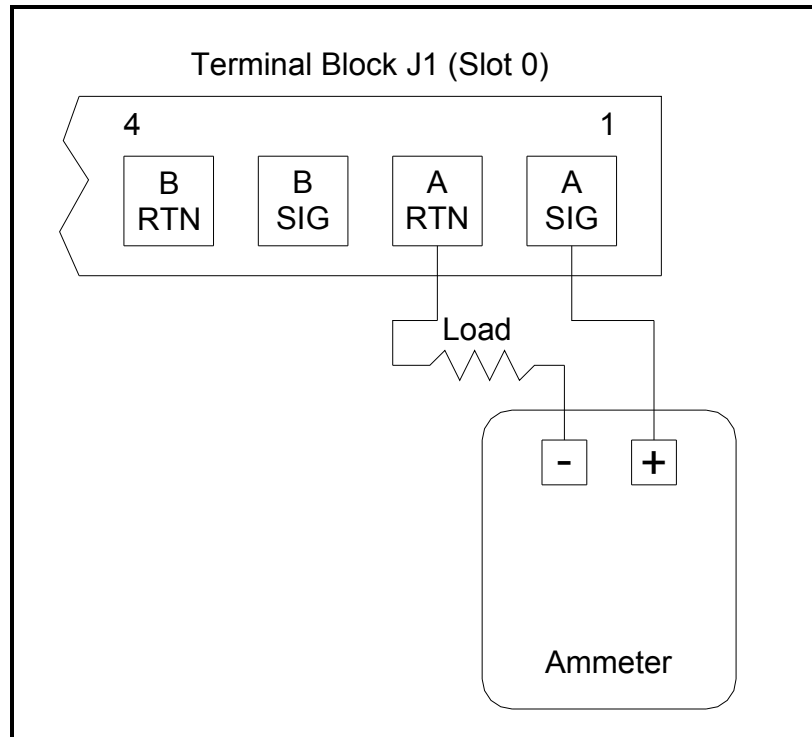 Terminal Block J1 (Slot 0)
4 1
B B A A
RTN SIG RTN SIG
Load
- +
Ammeter